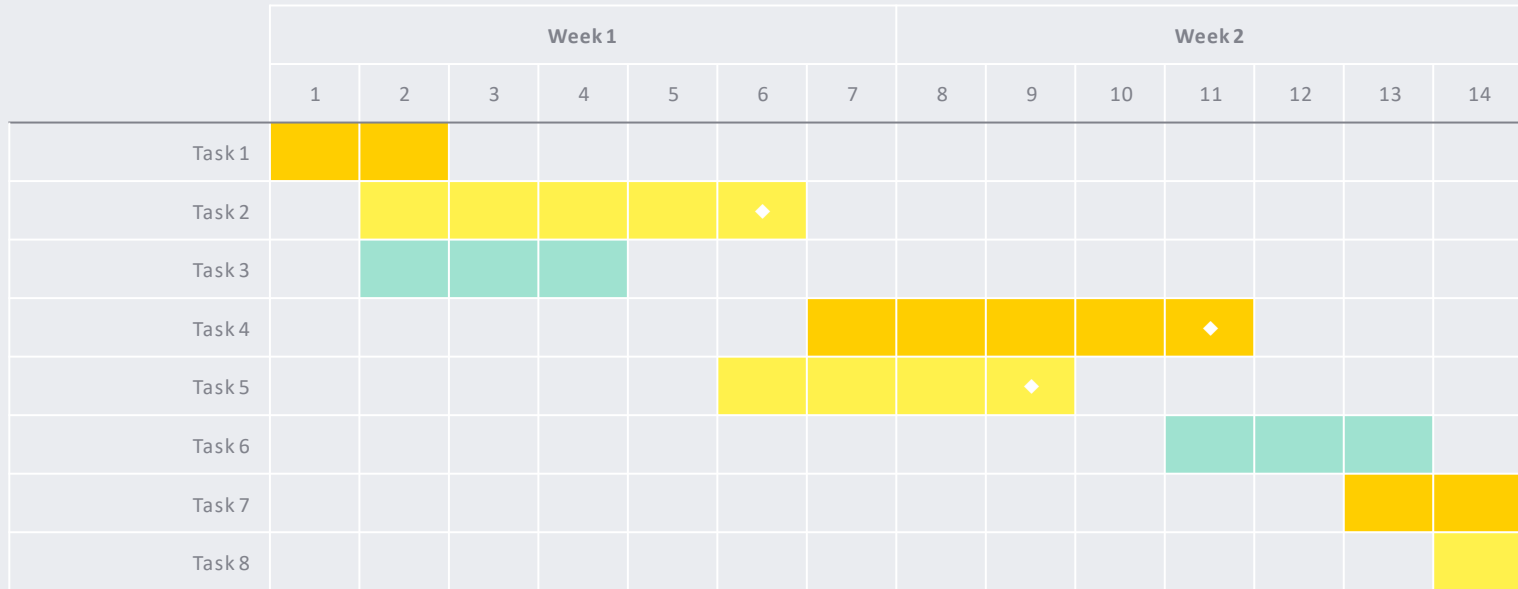 Week 1 Week 2
1 2 3 4 5 6 7 8 9 10 11 12 13 14
Task 1
Task 2
Task 3
Task 4
Task 5
Task 6
Task 7
Task 8